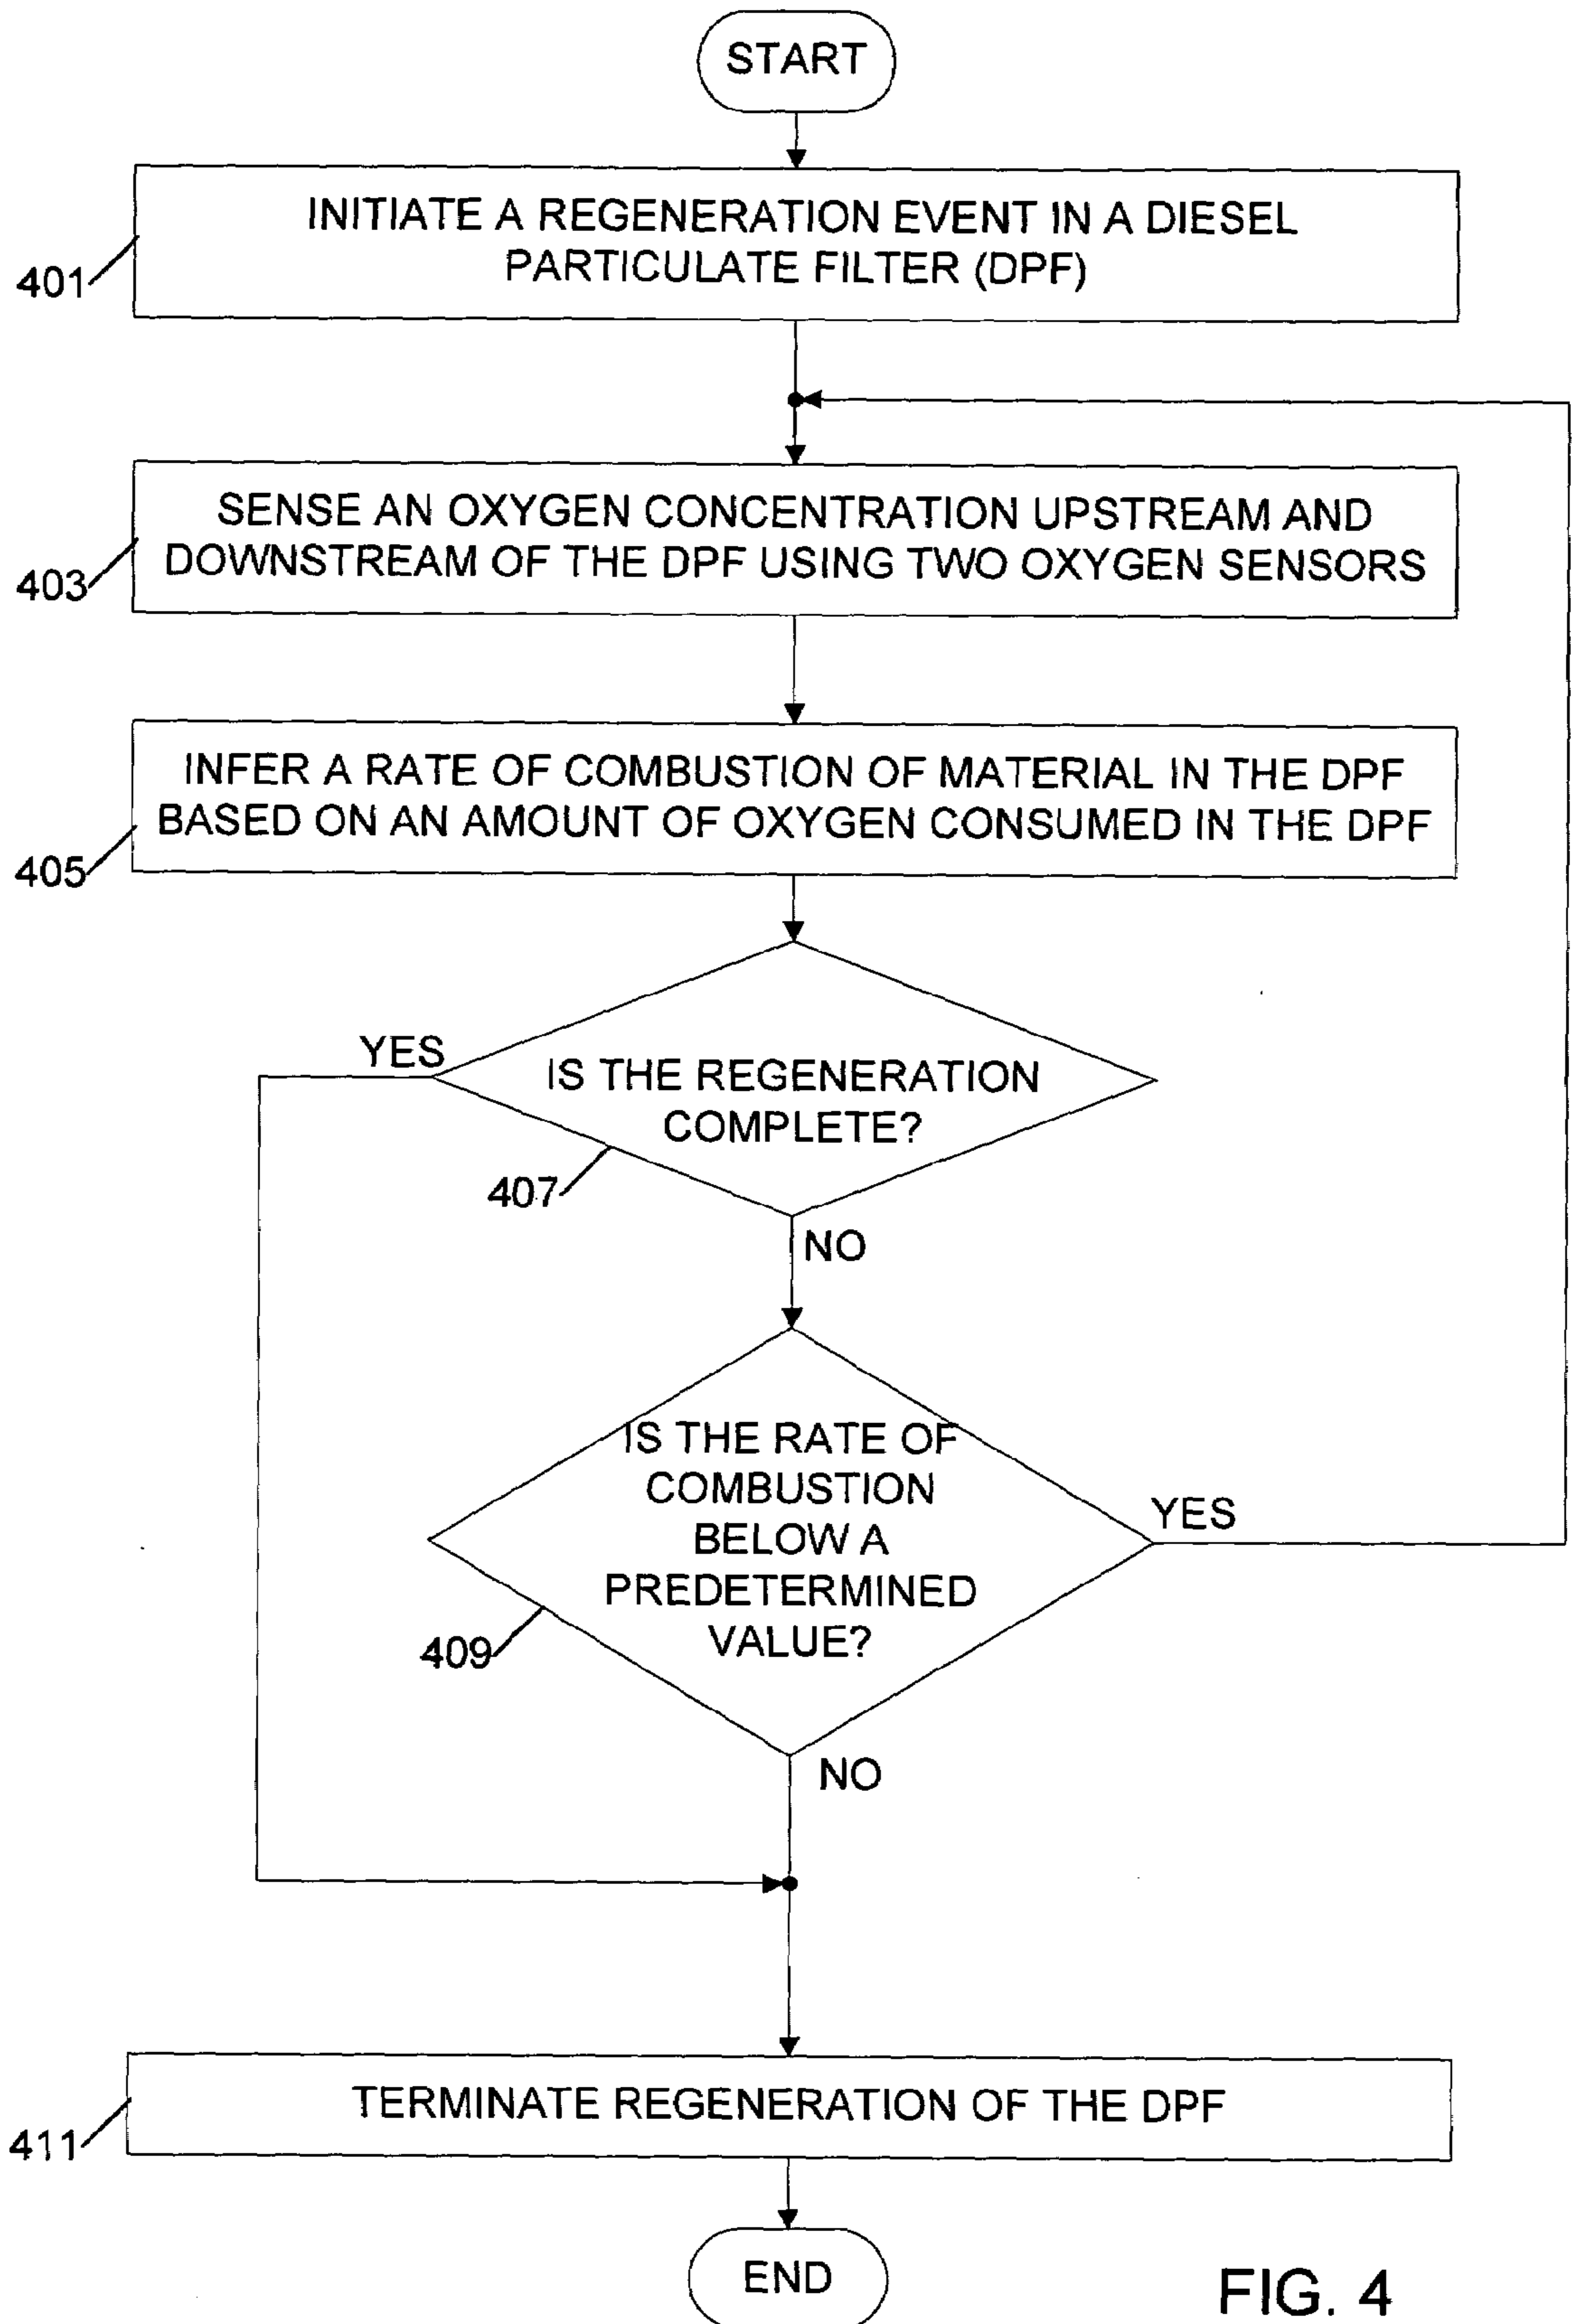 START
INITIATE A REGENERATION EVENT IN A DIESEL
PARTICULATE FILTER (DPF)
401
SENSE AN OXYGEN CONCENTRATION UPSTREAM AND
DOWNSTREAM OF THE DPF USING TWO OXYGEN SENSORS
403
INFER A RATE OF COMBUSTION OF MATERIAL IN THE DPF
BASED ON AN AMOUNT OF OXYGEN CONSUMED IN THE DPF
405
YES
IS THE REGENERATION
COMPLETE?
407
NO
IS THE RATE OF
COMBUSTION
BELOW A
PREDETERMINED
VALUE?
YES
409
NO
TERMINATE REGENERATION OF THE DPF
411
END
FIG. 4